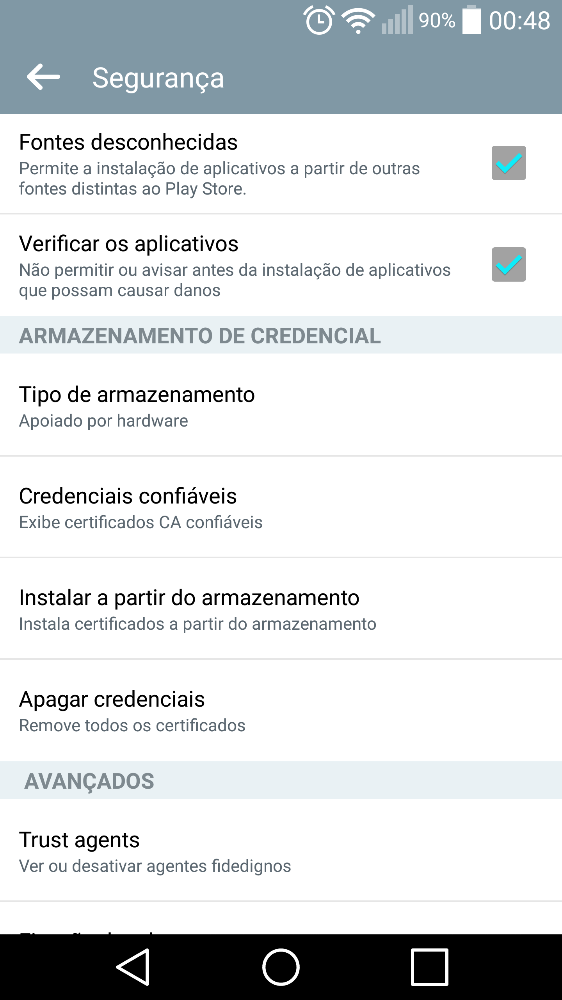 90% 00:48
Segurança
Fontes desconhecidas
Permite a instalação de aplicativos a partir de outras
fontes distintas ao Play Store.
Verificar os aplicativos
Não permitir ou avisar antes da instalação de aplicativos
que possam causar danos
ARMAZENAMENTO DE CREDENCIAL
Tipo de armazenamento
Apoiado por hardware
Credenciais confiáveis
Exibe certificados CA confiáveis
Instalar a partir do armazenamento
Instala certificados a partir do armazenamento
Apagar credenciais
Remove todos os certificados
AVANÇADOS
Trust agents
Ver ou desativar agentes fidedignos